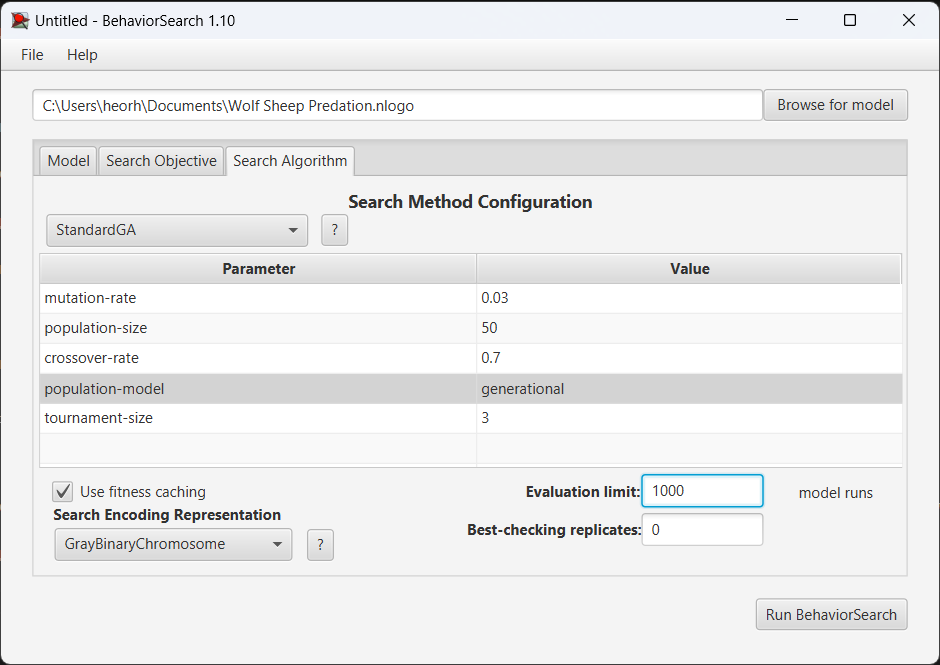 Untitled - BehaviorSearch 1.10
File Help
C:\Users\heorh\Documents\Wolf Sheep Predation.nlogo Browse for model
Model Search Objective Search Algorithm
Search Method Configuration
StandardGA ?
Parameter Value
mutation-rate 0.03
population-size 50
crossover-rate 0.7
population-model generational
tournament-size 3
Use fitness caching Evaluation limit: 1000 model runs
Search Encoding Representation
Best-checking replicates: 0
GrayBinaryChromosome ?
Run BehaviorSearch